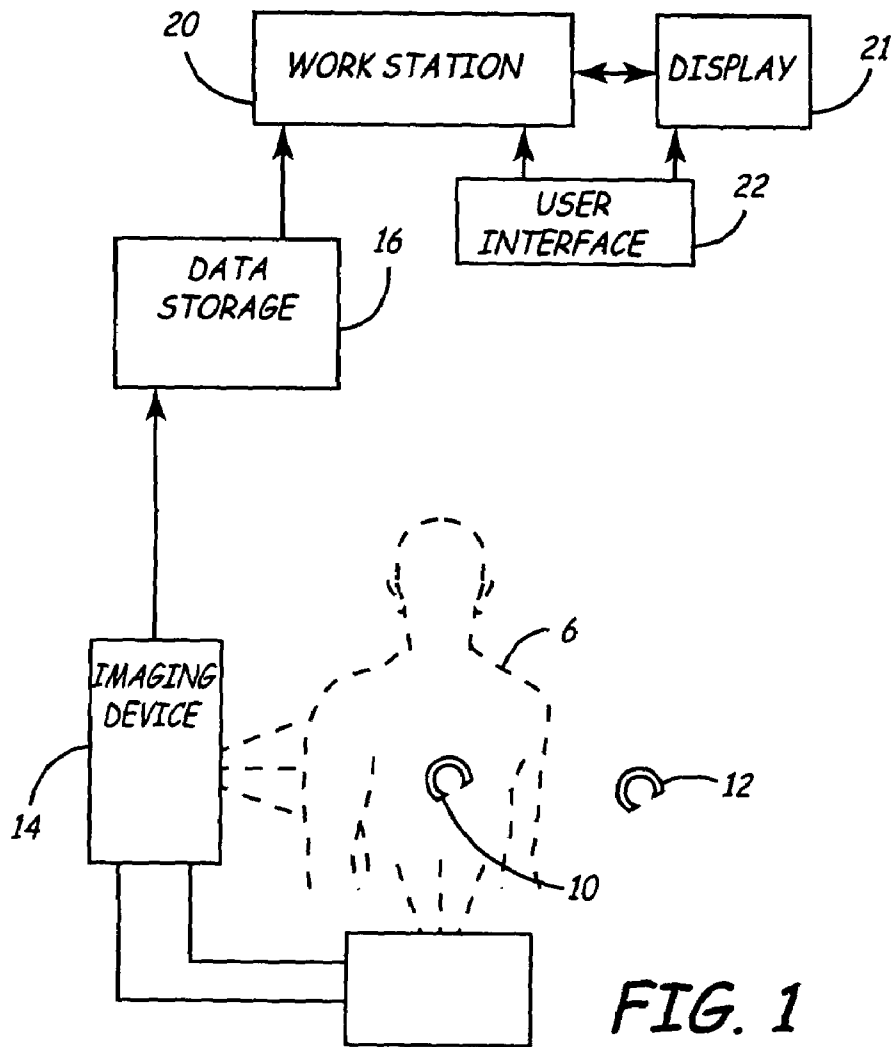 20
WORK STATION
DISPLAY
21
USER
INTERFACE
22
DATA
STORAGE
16
6
IMAGING
DEVICE
14
12
10
FIG. 1